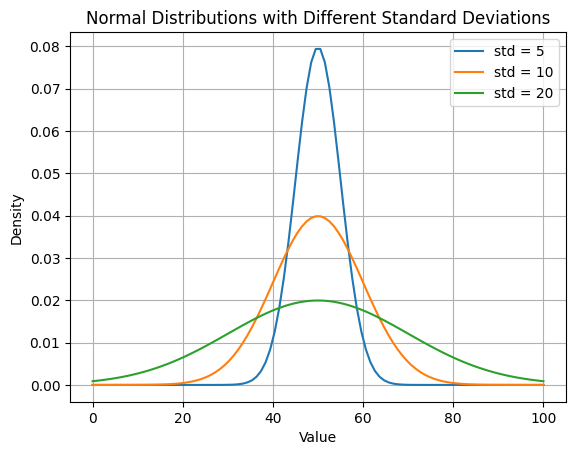 Normal Distributions with Different Standard Deviations
std = 5
std = 10
std = 20
0.08
0.07
0.06
0.05
0.04
0.03
0.02
0.01
0.00
Density
0 20 40 60 80 100
Value